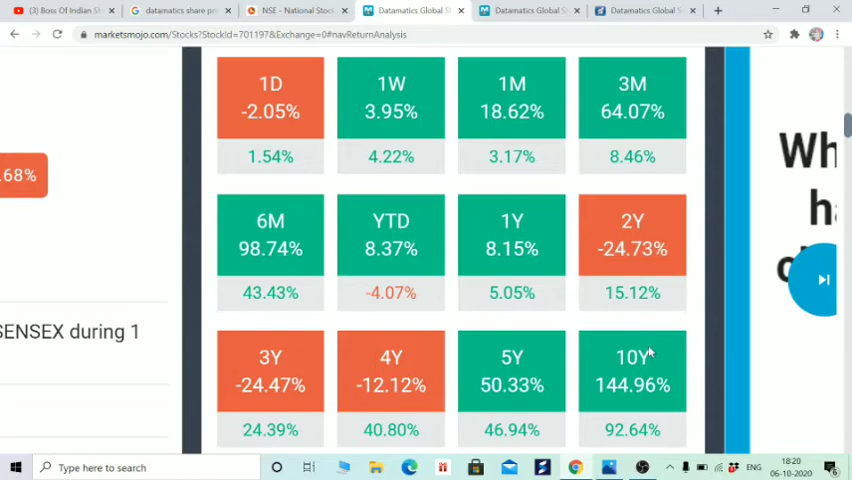 (3) Boss Of Indian Sh
datamatics share pri
NSE - National Stock
Datamatics Global S
Datamatics Global S
Datamatics Global S
marketsmojo.com/Stocks?StockId=701197&Exchange=0#navReturnAnalysis
1D 1W 1M 3M
-2.05% 3.95% 18.62% 64.07%
1.54% 4.22% 3.17% 8.46%
.68%
6M YTD 1Y 2Y
98.74% 8.37% 8.15% -24.73%
43.43% -4.07% 5.05% 15.12%
SENSEX during 1
3Y 4Y 5Y 10Y
-24.47% -12.12% 50.33% 144.96%
24.39% 40.80% 46.94% 92.64%
Wh
ha
Type here to search
ENG
18:20
06-10-2020
6